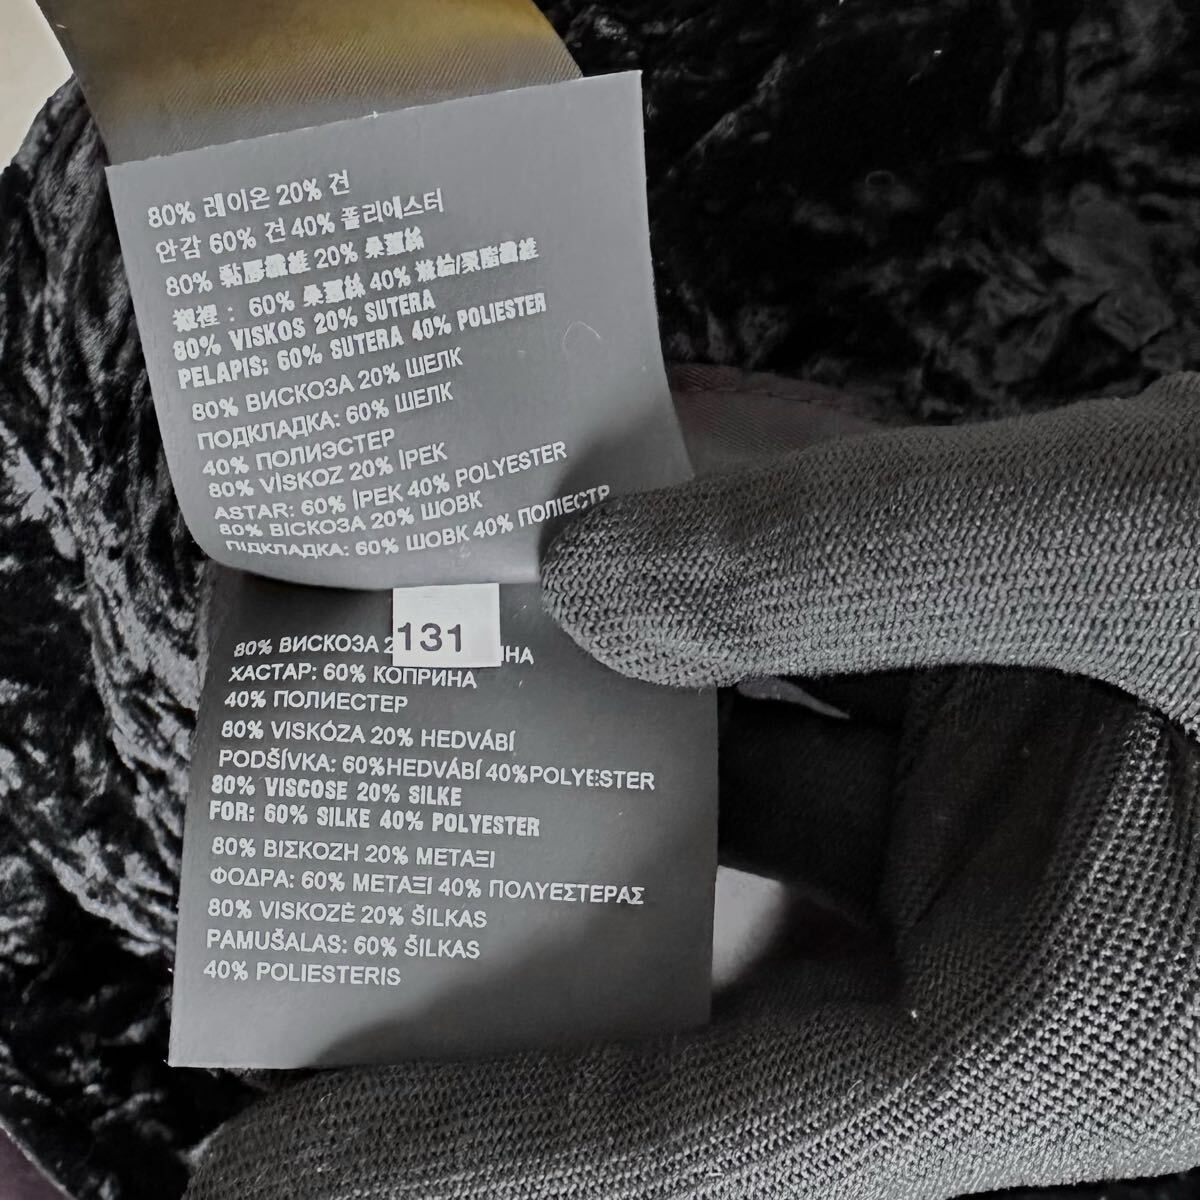 80% 레이온 20% 견
안감 60% 견 40% 폴리에스터
80% 黏膠纖維 20% 桑蠶絲
襯裡： 60% 桑蠶絲 40% 滌綸/聚酯纖維
80% VISKOS 20% SUTERA
PELAPIS: 60% SUTERA 40% POLIESTER
80% ВИСКОЗА 20% ШЕЛК
ПОДКЛАДКА: 60% ШЕЛК
40% ПОЛИЭСТЕР
80% VİSKOZ 20% İPEK
ASTAR: 60% İPEK 40% POLYESTER
80% ВІСКОЗА 20% ШОВК
ПІДКЛАДКА: 60% ШОВК 40% ПОЛІЕСТР
131
80% ВИСКОЗА
ХАСТАР: 60% КОПРИНА
40% ПОЛИЕСТЕР
80% VISKÓZA 20% HEDVÁBÍ
PODŠÍVKA: 60%HEDVÁBÍ 40%POLYESTER
80% VISCOSE 20% SILKE
FOR: 60% SILKE 40% POLYESTER
80% ΒΙΣΚΟΖΗ 20% ΜΕΤΑΞΙ
ΦΟΔΡΑ: 60% ΜΕΤΑΞΙ 40% ΠΟΛΥΕΣΤΕΡΑΣ
80% VISKOZĖ 20% ŠILKAS
PAMUŠALAS: 60% ŠILKAS
40% POLIESTERIS